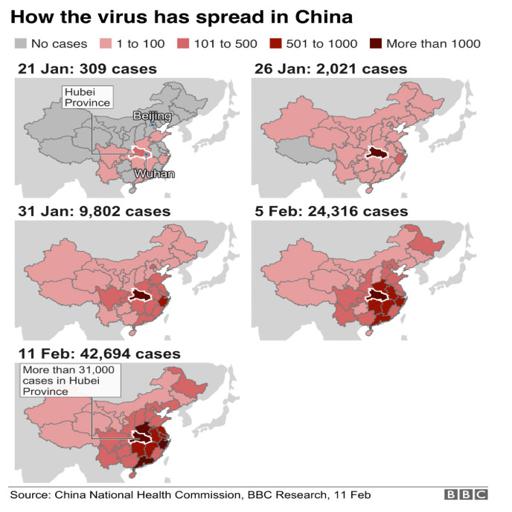 How the virus has spread in China
No cases 1 to 100 101 to 500 501 to 1000 More than 1000
21 Jan: 309 cases
Hubei
Province
Beijing
Wuhan
26 Jan: 2,021 cases
31 Jan: 9,802 cases
5 Feb: 24,316 cases
11 Feb: 42,694 cases
More than 31,000
cases in Hubei
Province
Source: China National Health Commission, BBC Research, 11 Feb
BBC